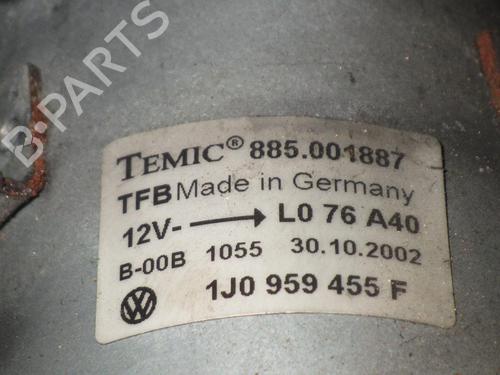 B·PARTS
TEMIC® 885.001887
TFB Made in Germany
12V- → L0 76 A40
B-00B 1055 30.10.2002
VW 1J0 959 455 F